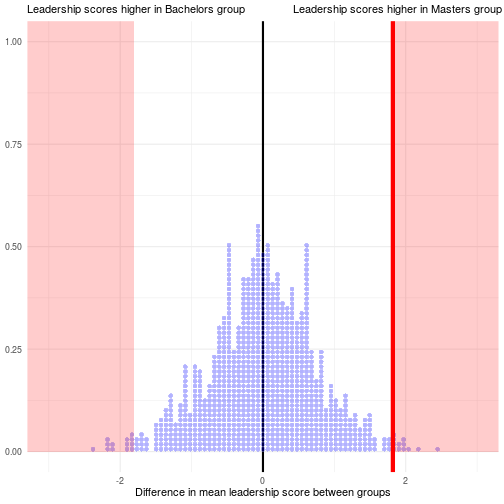 Leadership scores higher in Bachelors group
Leadership scores higher in Masters group
1.00
0.75
0.50
0.25
0.00
-2
0
2
Difference in mean leadership score between groups